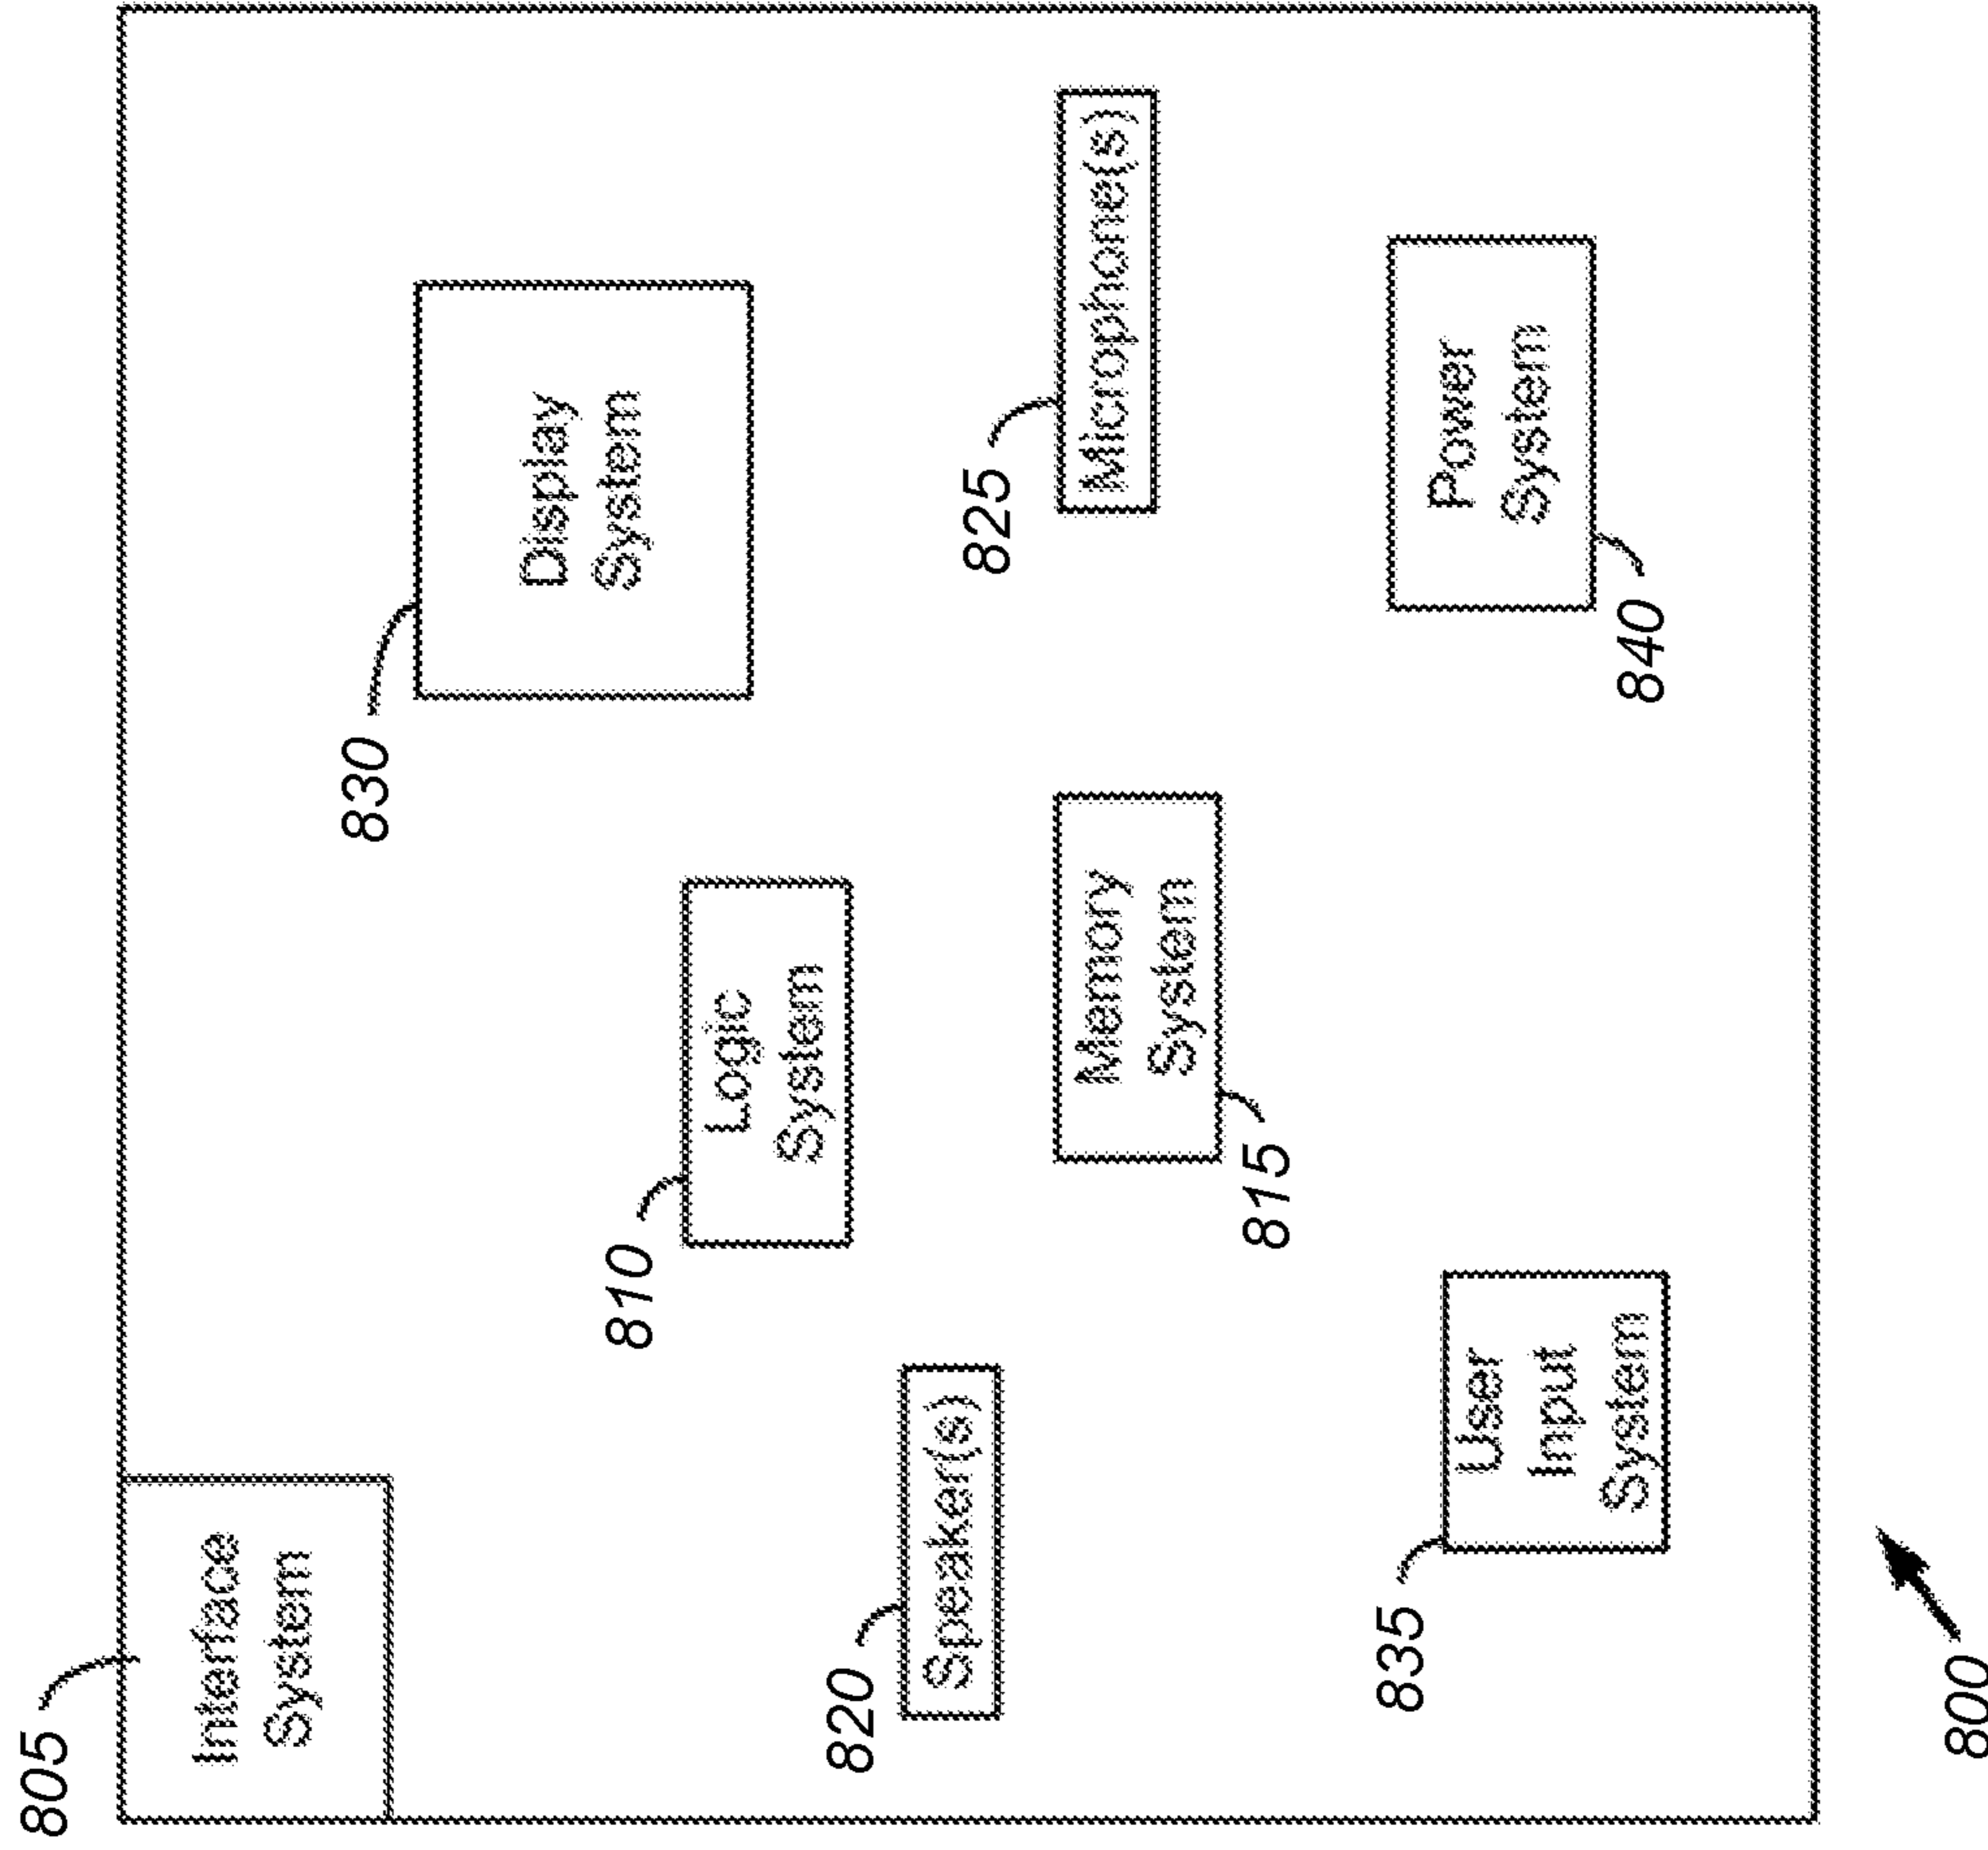 805
Interface
System
830
Display
System
810
Logic
System
820
Speaker(s)
825
Microphone(s)
Memory
System
815
835
User
Input
System
Power
System
840
800